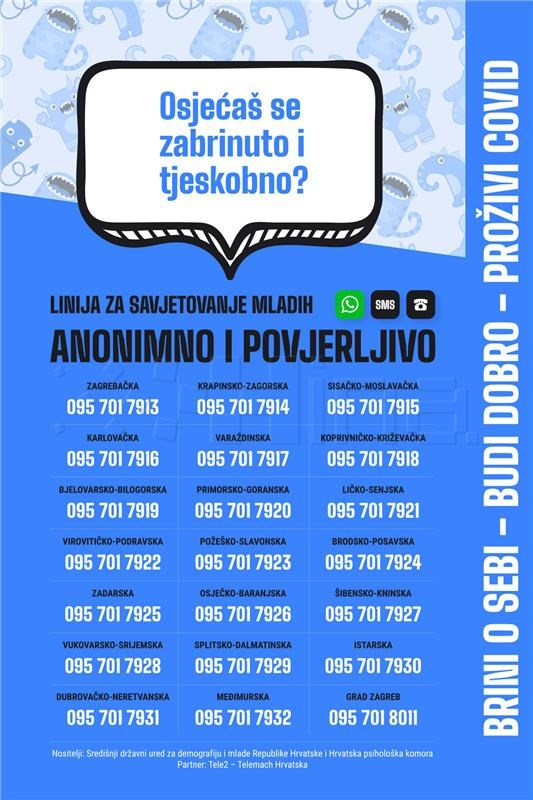 Osjećaš se
zabrinuto i
tjeskobno?
LINIJA ZA SAVJETOVANJE MLADIH SMS
ANONIMNO I POVJERLJIVO
ZAGREBAČKA KRAPINSKO-ZAGORSKA SISAČKO-MOSLAVAČKA
095 701 7913 095 701 7914 095 701 7915
KARLOVAČKA VARAŽDINSKA KOPRIVNIČKO-KRIŽEVAČKA
095 701 7916 095 701 7917 095 701 7918
BJELOVARSKO-BILOGORSKA PRIMORSKO-GORANSKA LIČKO-SENJSKA
095 701 7919 095 701 7920 095 701 7921
VIROVITIČKO-PODRAVSKA POŽEŠKO-SLAVONSKA BRODSKO-POSAVSKA
095 701 7922 095 701 7923 095 701 7924
ZADARSKA OSJEČKO-BARANJSKA ŠIBENSKO-KNINSKA
095 701 7925 095 701 7926 095 701 7927
VUKOVARSKO-SRIJEMSKA SPLITSKO-DALMATINSKA ISTARSKA
095 701 7928 095 701 7929 095 701 7930
DUBROVAČKO-NERETVANSKA MEĐIMURSKA GRAD ZAGREB
095 701 7931 095 701 7932 095 701 8011
Nositelji: Središnji državni ured za demografiju i mlade Republike Hrvatske i Hrvatska psihološka komora
Partner: Tele2 – Telemach Hrvatska
BRINI O SEBI – BUDI DOBRO – PROŽIVI COVID